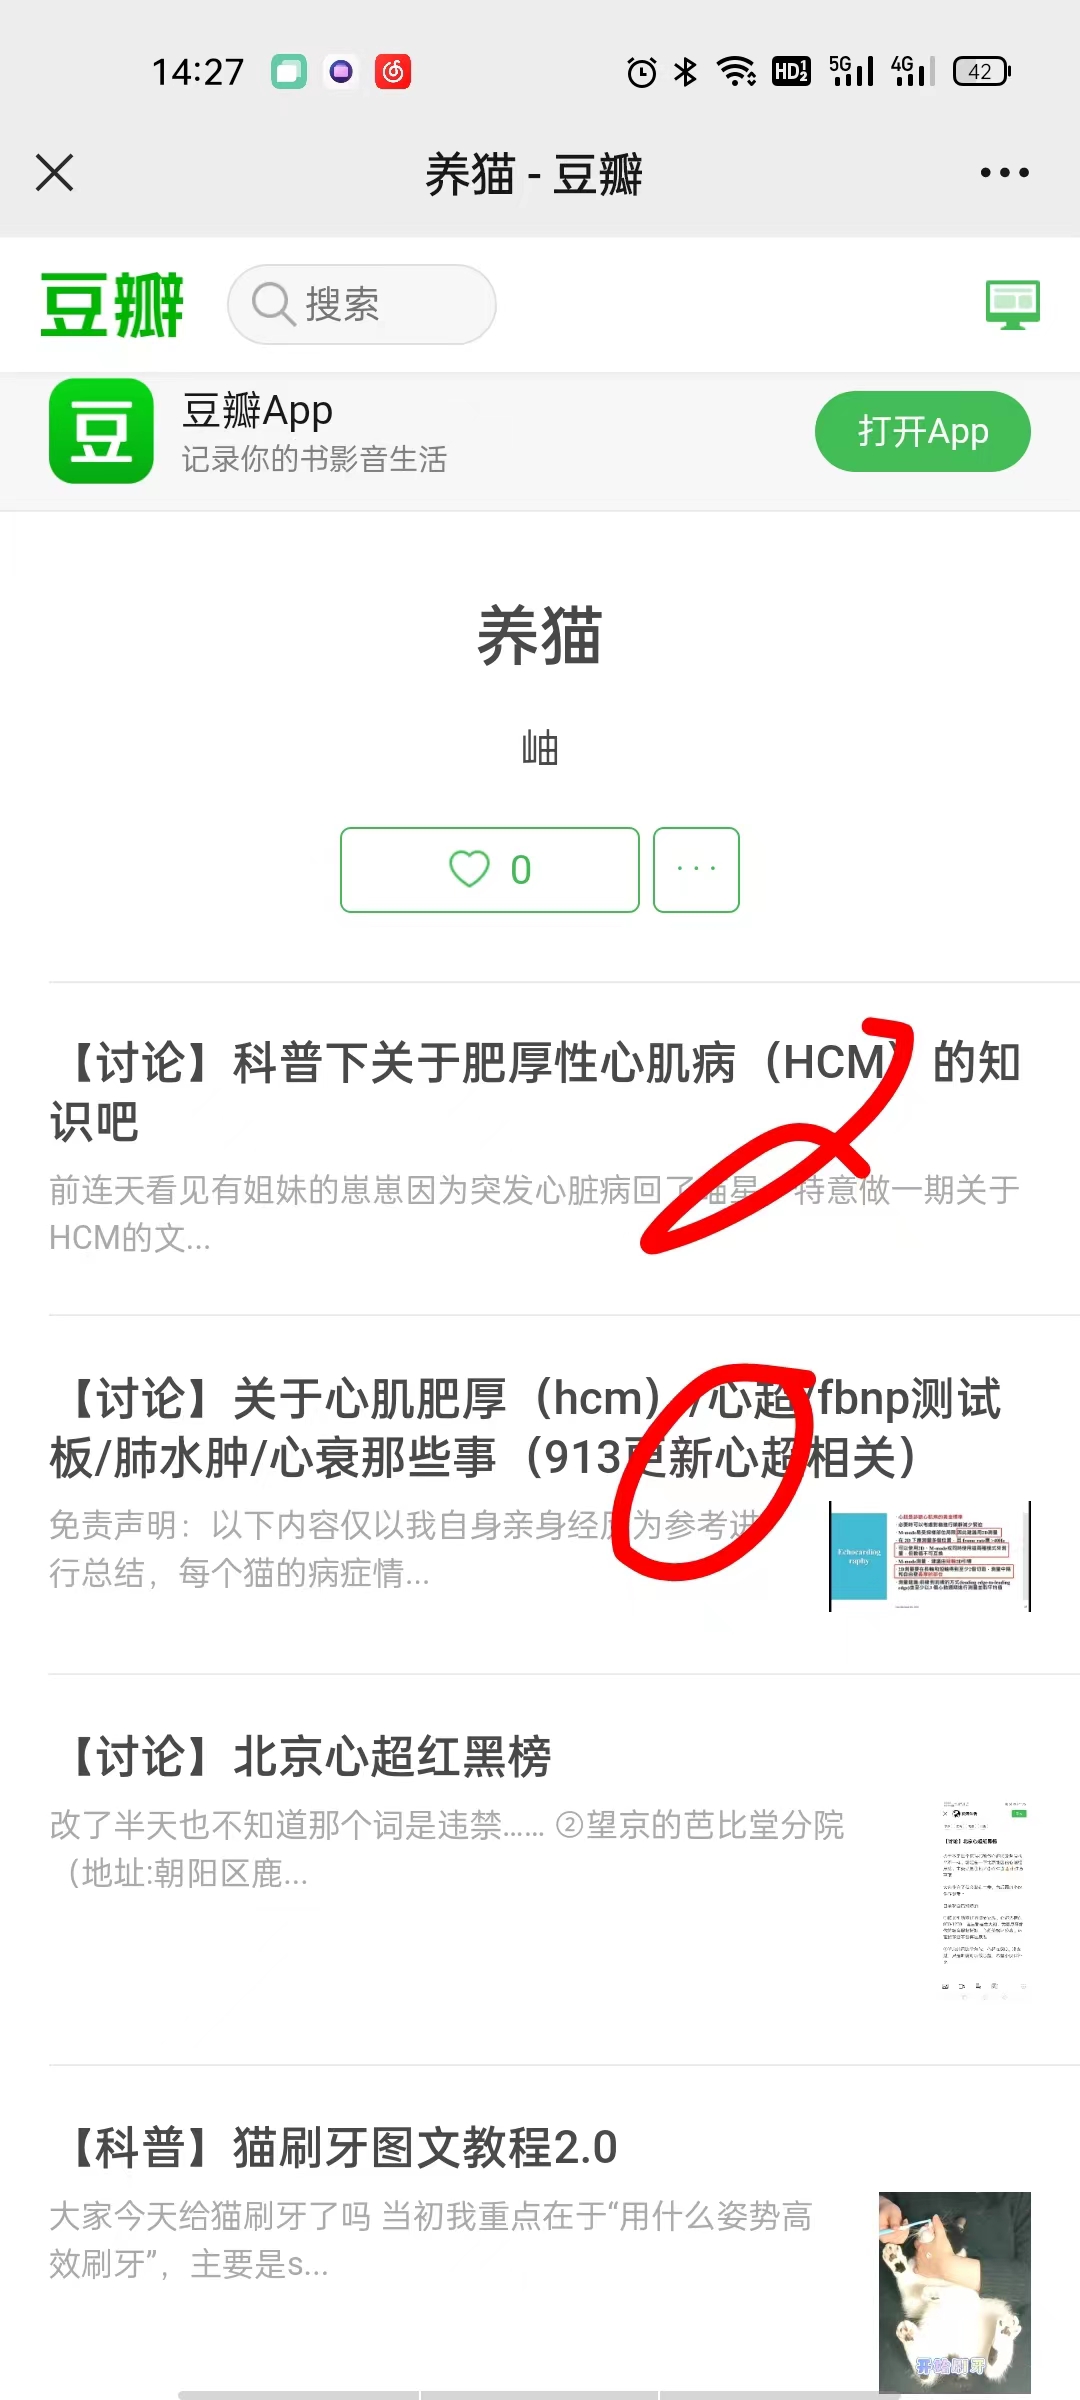 14:27
HD 1 2
5G
4G
42
养猫 - 豆瓣
豆瓣
搜索
豆
豆瓣App
记录你的书影音生活
打开App
养猫
岫
0
【讨论】科普下关于肥厚性心肌病（HCM）的知
识吧
前连天看见有姐妹的崽崽因为突发心脏病回了喵星 特意做一期关于
HCM的文...
【讨论】关于心肌肥厚（hcm）/心超/fbnp测试
板/肺水肿/心衰那些事（913更新心超相关）
免责声明：以下内容仅以我自身亲身经历为参考进
行总结，每个猫的病症情...
Echocardiog
raphy
【讨论】北京心超红黑榜
改了半天也不知道那个词是违禁...... ②望京的芭比堂分院
（地址:朝阳区鹿...
【科普】猫刷牙图文教程2.0
大家今天给猫刷牙了吗 当初我重点在于“用什么姿势高
效刷牙”，主要是s...
开始刷牙